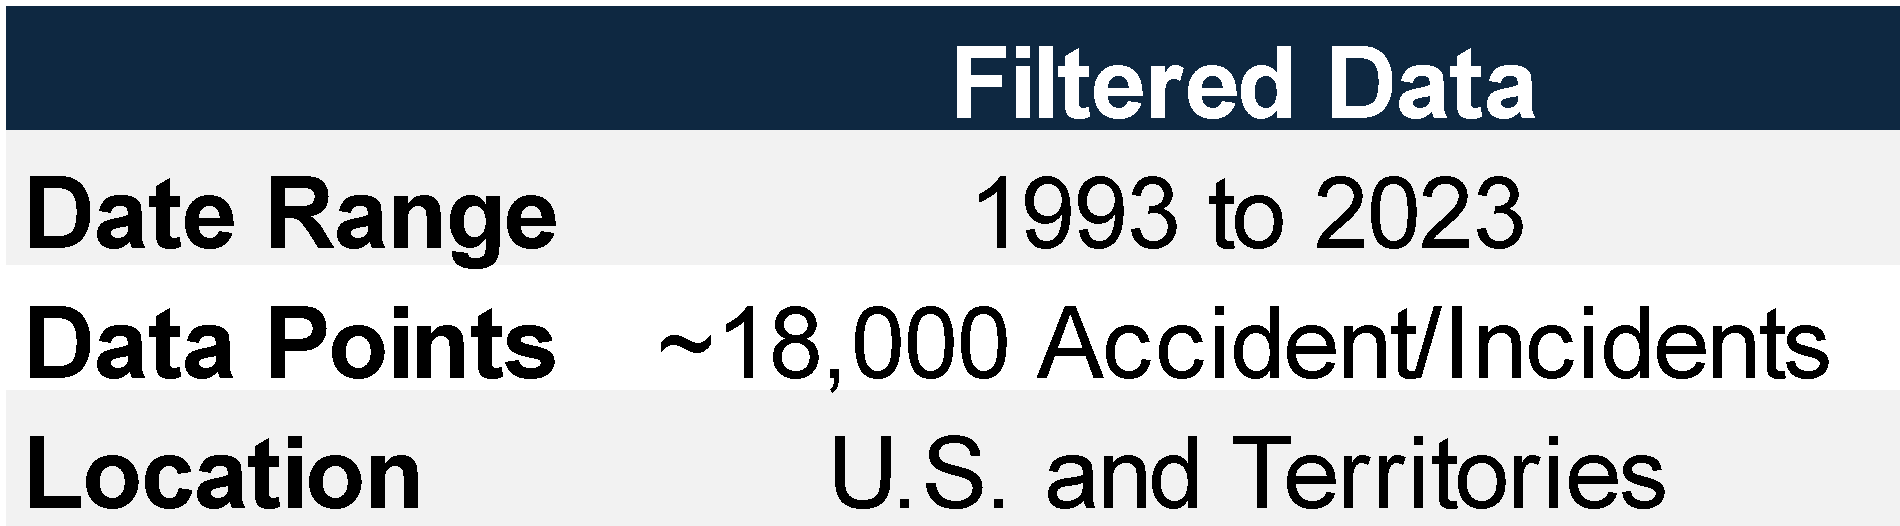 Filtered Data
Date Range 1993 to 2023
Data Points ~18,000 Accident/Incidents
Location U.S. and Territories